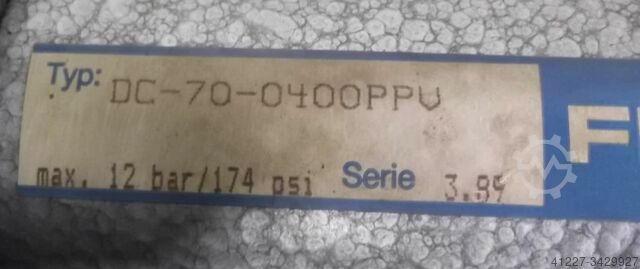 Typ: DC-70-0400PPV
max. 12 bar/174 psi Serie 3.89
41227-3429927